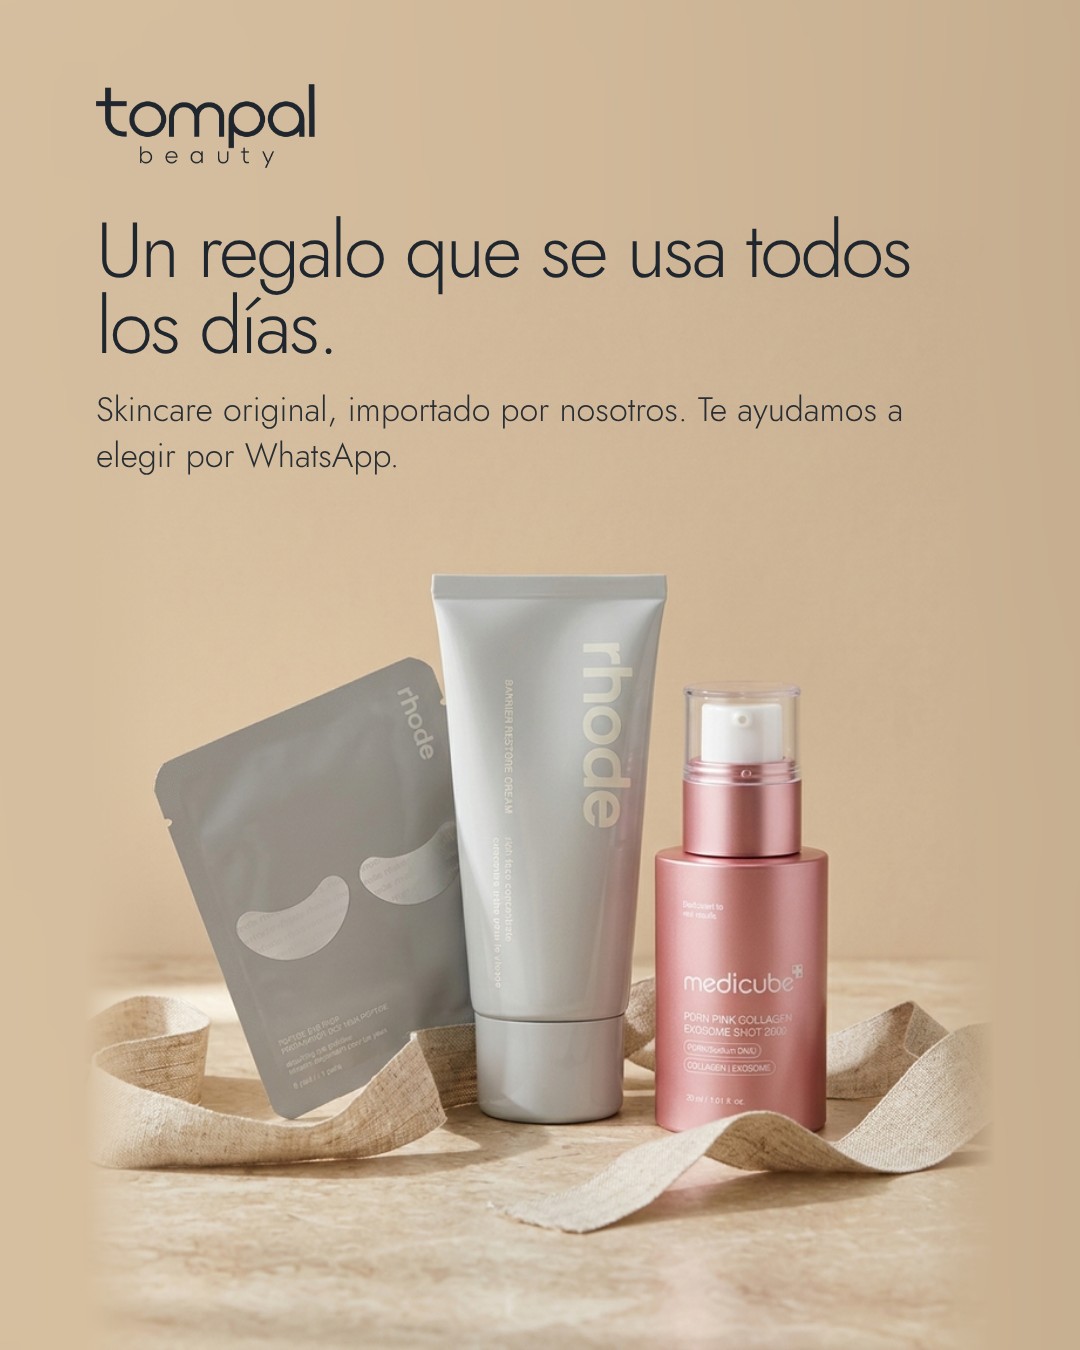 tompal
beauty
Un regalo que se usa todos
los días.
Skincare original, importado por nosotros. Te ayudamos a
elegir por WhatsApp.
rhode
rhode
BARRIER RESTORE CREAM
medicube
PDRN PINK COLLAGEN
EXOSOME SHOT 2000
COLLAGEN | EXOSOME